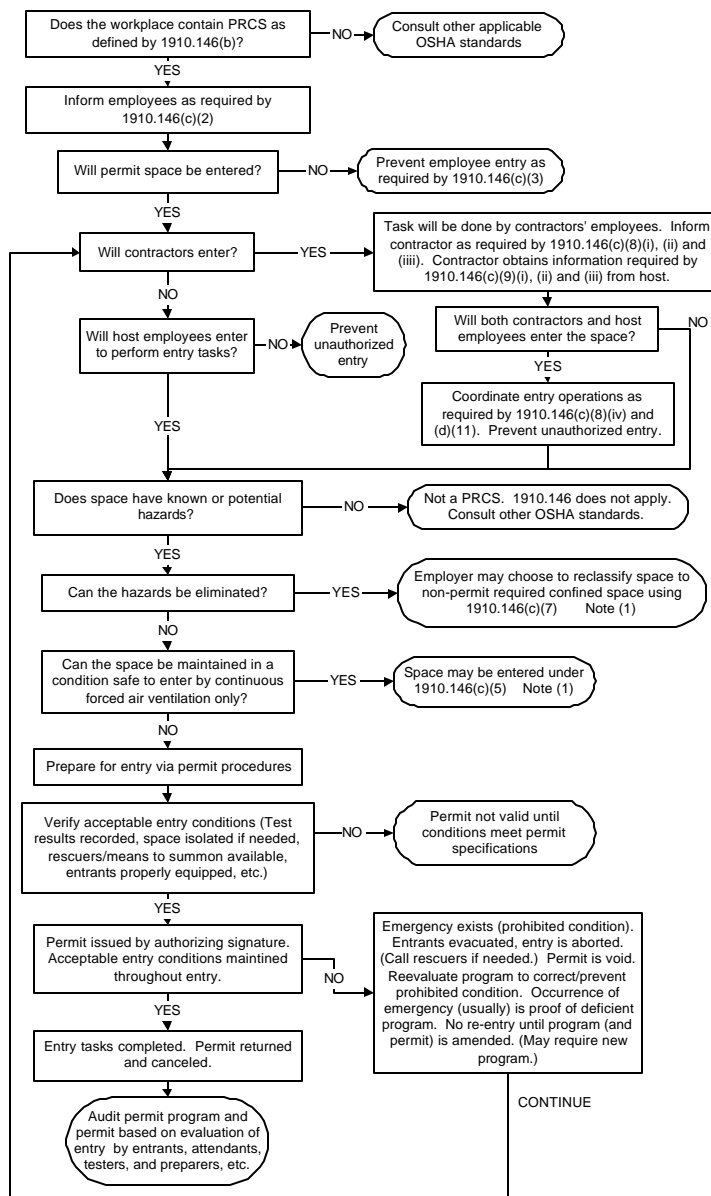 Does the workplace contain PRCS as
defined by 1910.146(b)?
NO
Consult other applicable
OSHA standards
YES
Inform employees as required by
1910.146(c)(2)
Will permit space be entered?
NO
Prevent employee entry as
required by 1910.146(c)(3)
YES
Will contractors enter?
YES
Task will be done by contractors' employees. Inform
contractor as required by 1910.146(c)(8)(i), (ii) and
(iiii). Contractor obtains information required by
1910.146(c)(9)(i), (ii) and (iii) from host.
NO
Will both contractors and host
employees enter the space?
NO
YES
Coordinate entry operations as
required by 1910.146(c)(8)(iv) and
(d)(11). Prevent unauthorized entry.
Will host employees enter
to perform entry tasks?
NO
Prevent
unauthorized
entry
YES
Does space have known or potential
hazards?
NO
Not a PRCS. 1910.146 does not apply.
Consult other OSHA standards.
YES
Can the hazards be eliminated?
YES
Employer may choose to reclassify space to
non-permit required confined space using
1910.146(c)(7) Note (1)
NO
Can the space be maintained in a
condition safe to enter by continuous
forced air ventilation only?
YES
Space may be entered under
1910.146(c)(5) Note (1)
NO
Prepare for entry via permit procedures
Verify acceptable entry conditions (Test
results recorded, space isolated if needed,
rescuers/means to summon available,
entrants properly equipped, etc.)
NO
Permit not valid until
conditions meet permit
specifications
YES
Permit issued by authorizing signature.
Acceptable entry conditions maintined
throughout entry.
NO
Emergency exists (prohibited condition).
Entrants evacuated, entry is aborted.
(Call rescuers if needed.) Permit is void.
Reevaluate program to correct/prevent
prohibited condition. Occurrence of
emergency (usually) is proof of deficient
program. No re-entry until program (and
permit) is amended. (May require new
program.)
YES
Entry tasks completed. Permit returned
and canceled.
CONTINUE
Audit permit program and
permit based on evaluation of
entry by entrants, attendants,
testers, and preparers, etc.